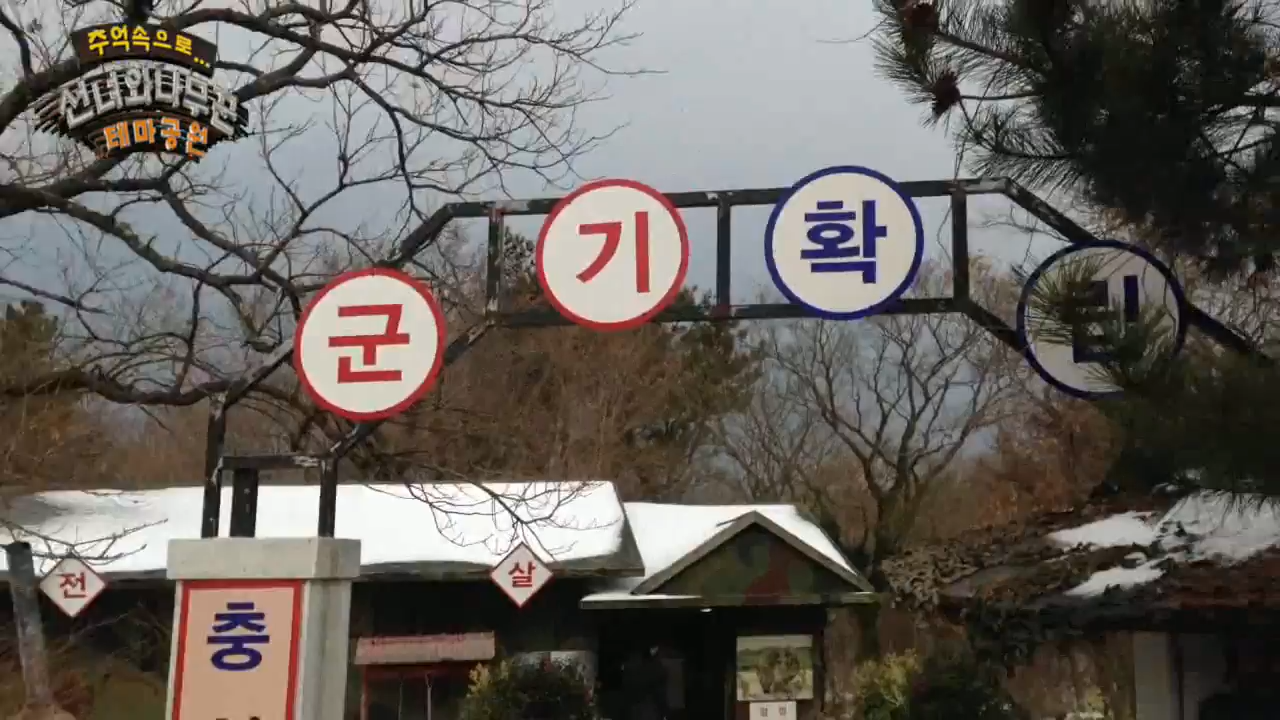 추억속으로...
선녀와나무꾼
테마공원
군기확립
전 살
충